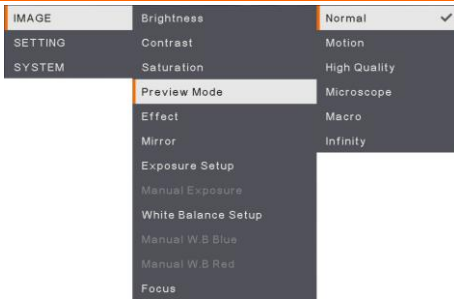 IMAGE
SETTING
SYSTEM
Brightness
Contrast
Saturation
Preview Mode
Effect
Mirror
Exposure Setup
Manual Exposure
White Balance Setup
Manual W.B Blue
Manual W.B Red
Focus
Normal
Motion
High Quality
Microscope
Macro
Infinity